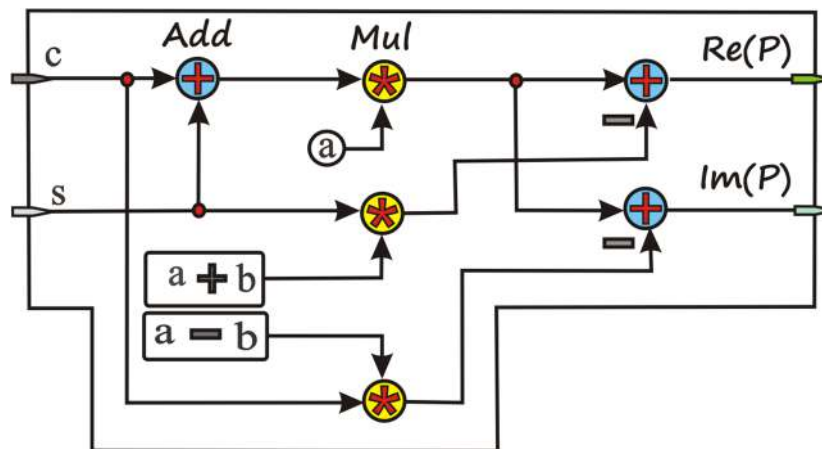 Add Mul
c Re(P)
a
s Im(P)
a + b
a - b